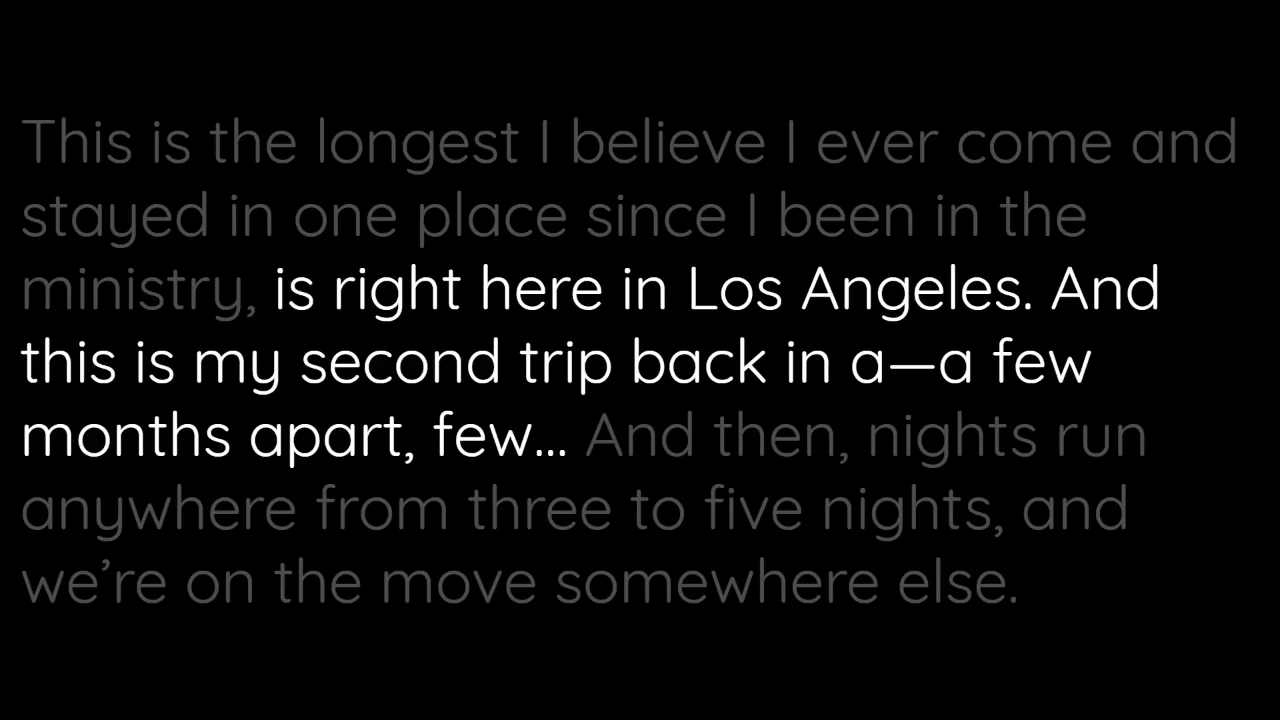 This is the longest I believe I ever come and
stayed in one place since I been in the
ministry, is right here in Los Angeles. And
this is my second trip back in a—a few
months apart, few... And then, nights run
anywhere from three to five nights, and
we’re on the move somewhere else.